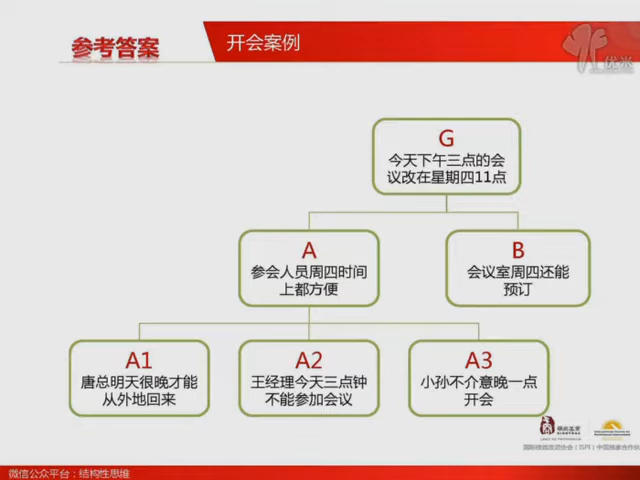 参考答案
开会案例
优米
G
今天下午三点的会
议改在星期四11点
A
参会人员周四时间
上都方便
B
会议室周四还能
预订
A1
唐总明天很晚才能
从外地回来
A2
王经理今天三点钟
不能参加会议
A3
小孙不介意晚一点
开会
微信公众平台：结构性思维